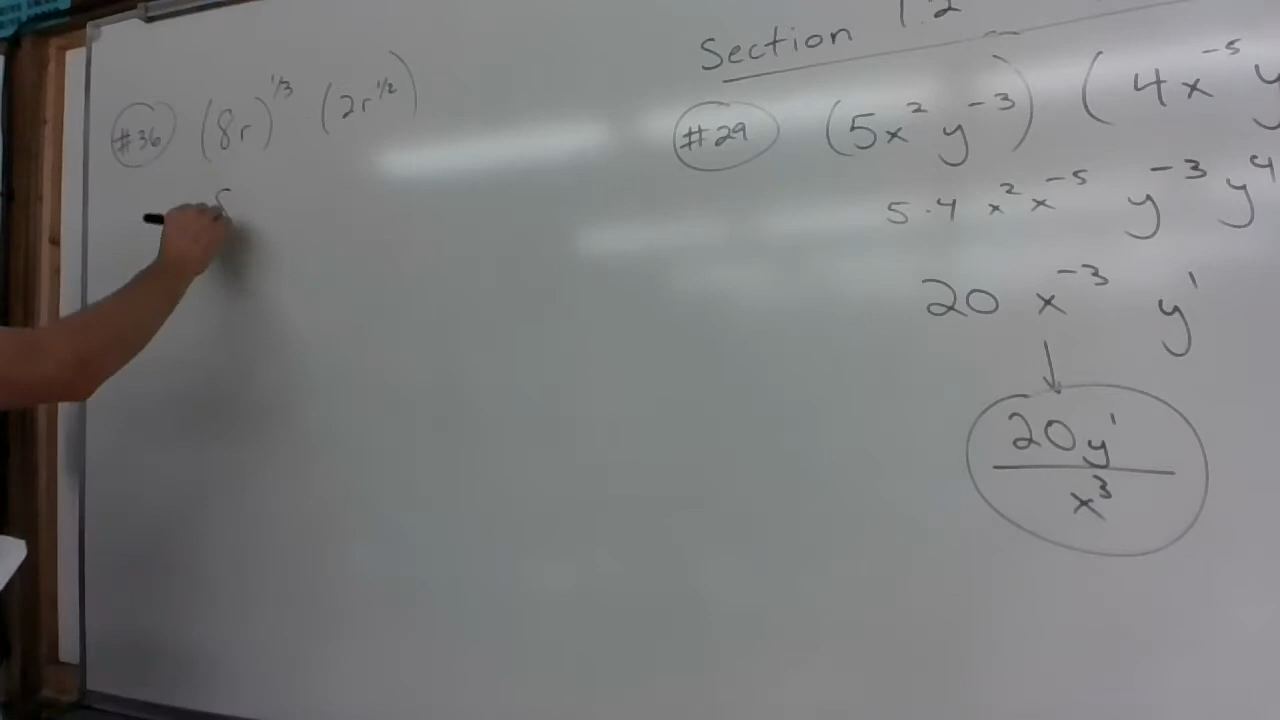 #36 (8r)^{1/3} (2r^{1/2})
Section 1.2
#29 (5x^2 y^{-3}) (4x^{-5} y
5 · 4 x^2 x^{-5} y^{-3} y^4
20 x^{-3} y^1
20y^1
x^3